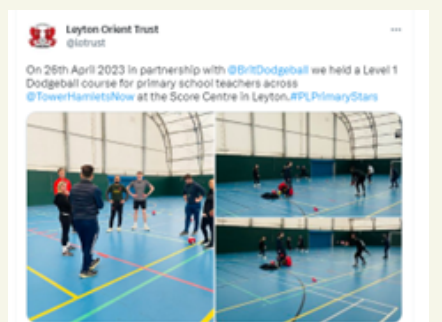 Leyton Orient Trust
@lotrust
On 26th April 2023 in partnership with @BritDodgeball we held a Level 1
Dodgeball course for primary school teachers across
@TowerHamletsNow at the Score Centre in Leyton.#PLPrimaryStars